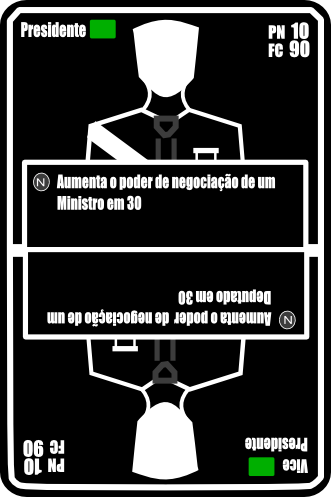 Presidente
PN 10
FC 90
N Aumenta o poder de negociação de um
Ministro em 30
N Aumenta o poder de negociação de um
Deputado em 30
Vice
Presidente
PN 10
FC 90